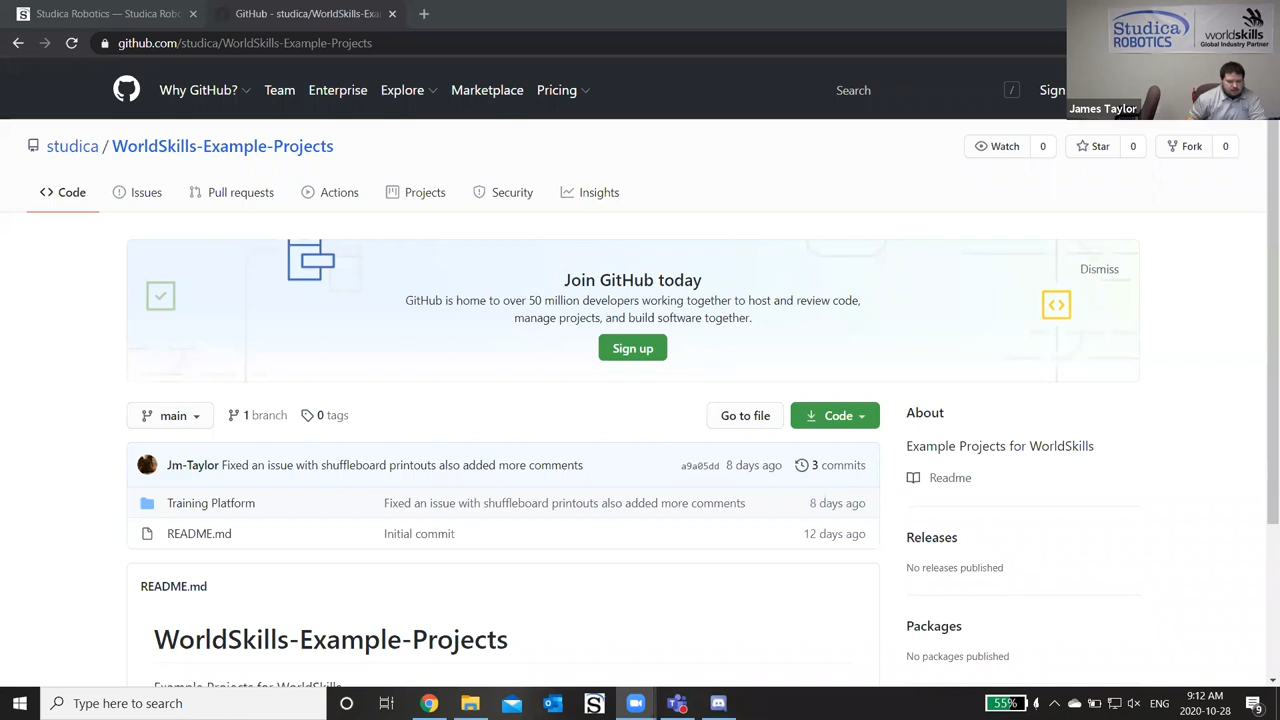 Studica Robotics — Studica Robo
GitHub - studica/WorldSkills-Exa
github.com/studica/WorldSkills-Example-Projects
Studica
ROBOTICS
worldskills
Global Industry Partner
James Taylor
Why GitHub?
Team
Enterprise
Explore
Marketplace
Pricing
Search
/
Sign
studica / WorldSkills-Example-Projects
Watch 0
Star 0
Fork 0
Code
Issues
Pull requests
Actions
Projects
Security
Insights
Join GitHub today
Dismiss
GitHub is home to over 50 million developers working together to host and review code,
manage projects, and build software together.
Sign up
main
1 branch
0 tags
Go to file
Code
Jm-Taylor Fixed an issue with shuffleboard printouts also added more comments
a9a05dd 8 days ago
3 commits
Training Platform
Fixed an issue with shuffleboard printouts also added more comments
8 days ago
README.md
Initial commit
12 days ago
README.md
WorldSkills-Example-Projects
Example Projects for WorldSkills
About
Example Projects for WorldSkills
Readme
Releases
No releases published
Packages
No packages published
Type here to search
55%
ENG
9:12 AM
2020-10-28
9